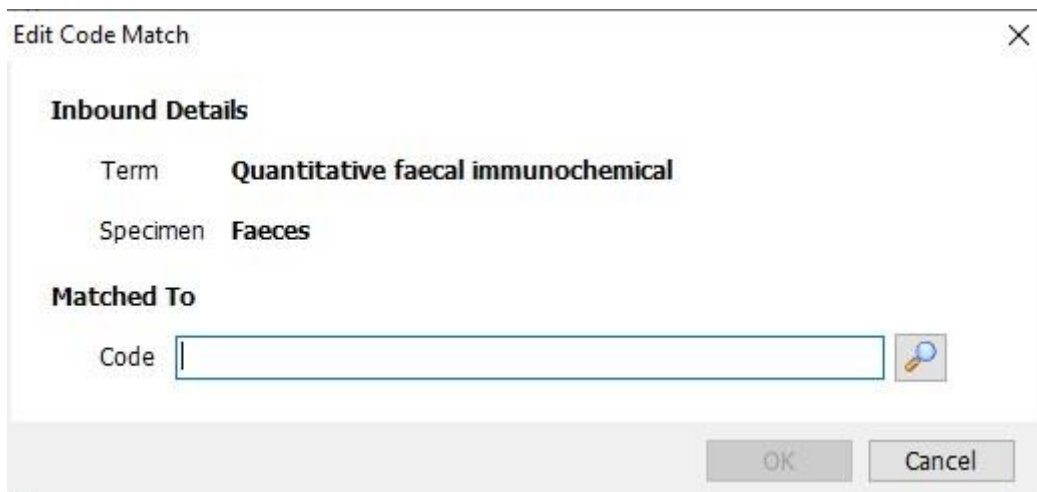 Edit Code Match
Inbound Details
Term Quantitative faecal immunochemical
Specimen Faeces
Matched To
Code
OK Cancel